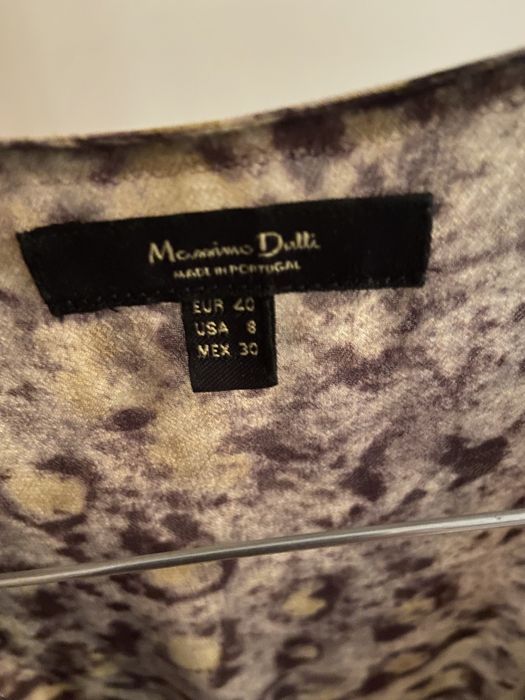 Massimo Dutti
MADE IN PORTUGAL
EUR 40
USA 8
MEX 30